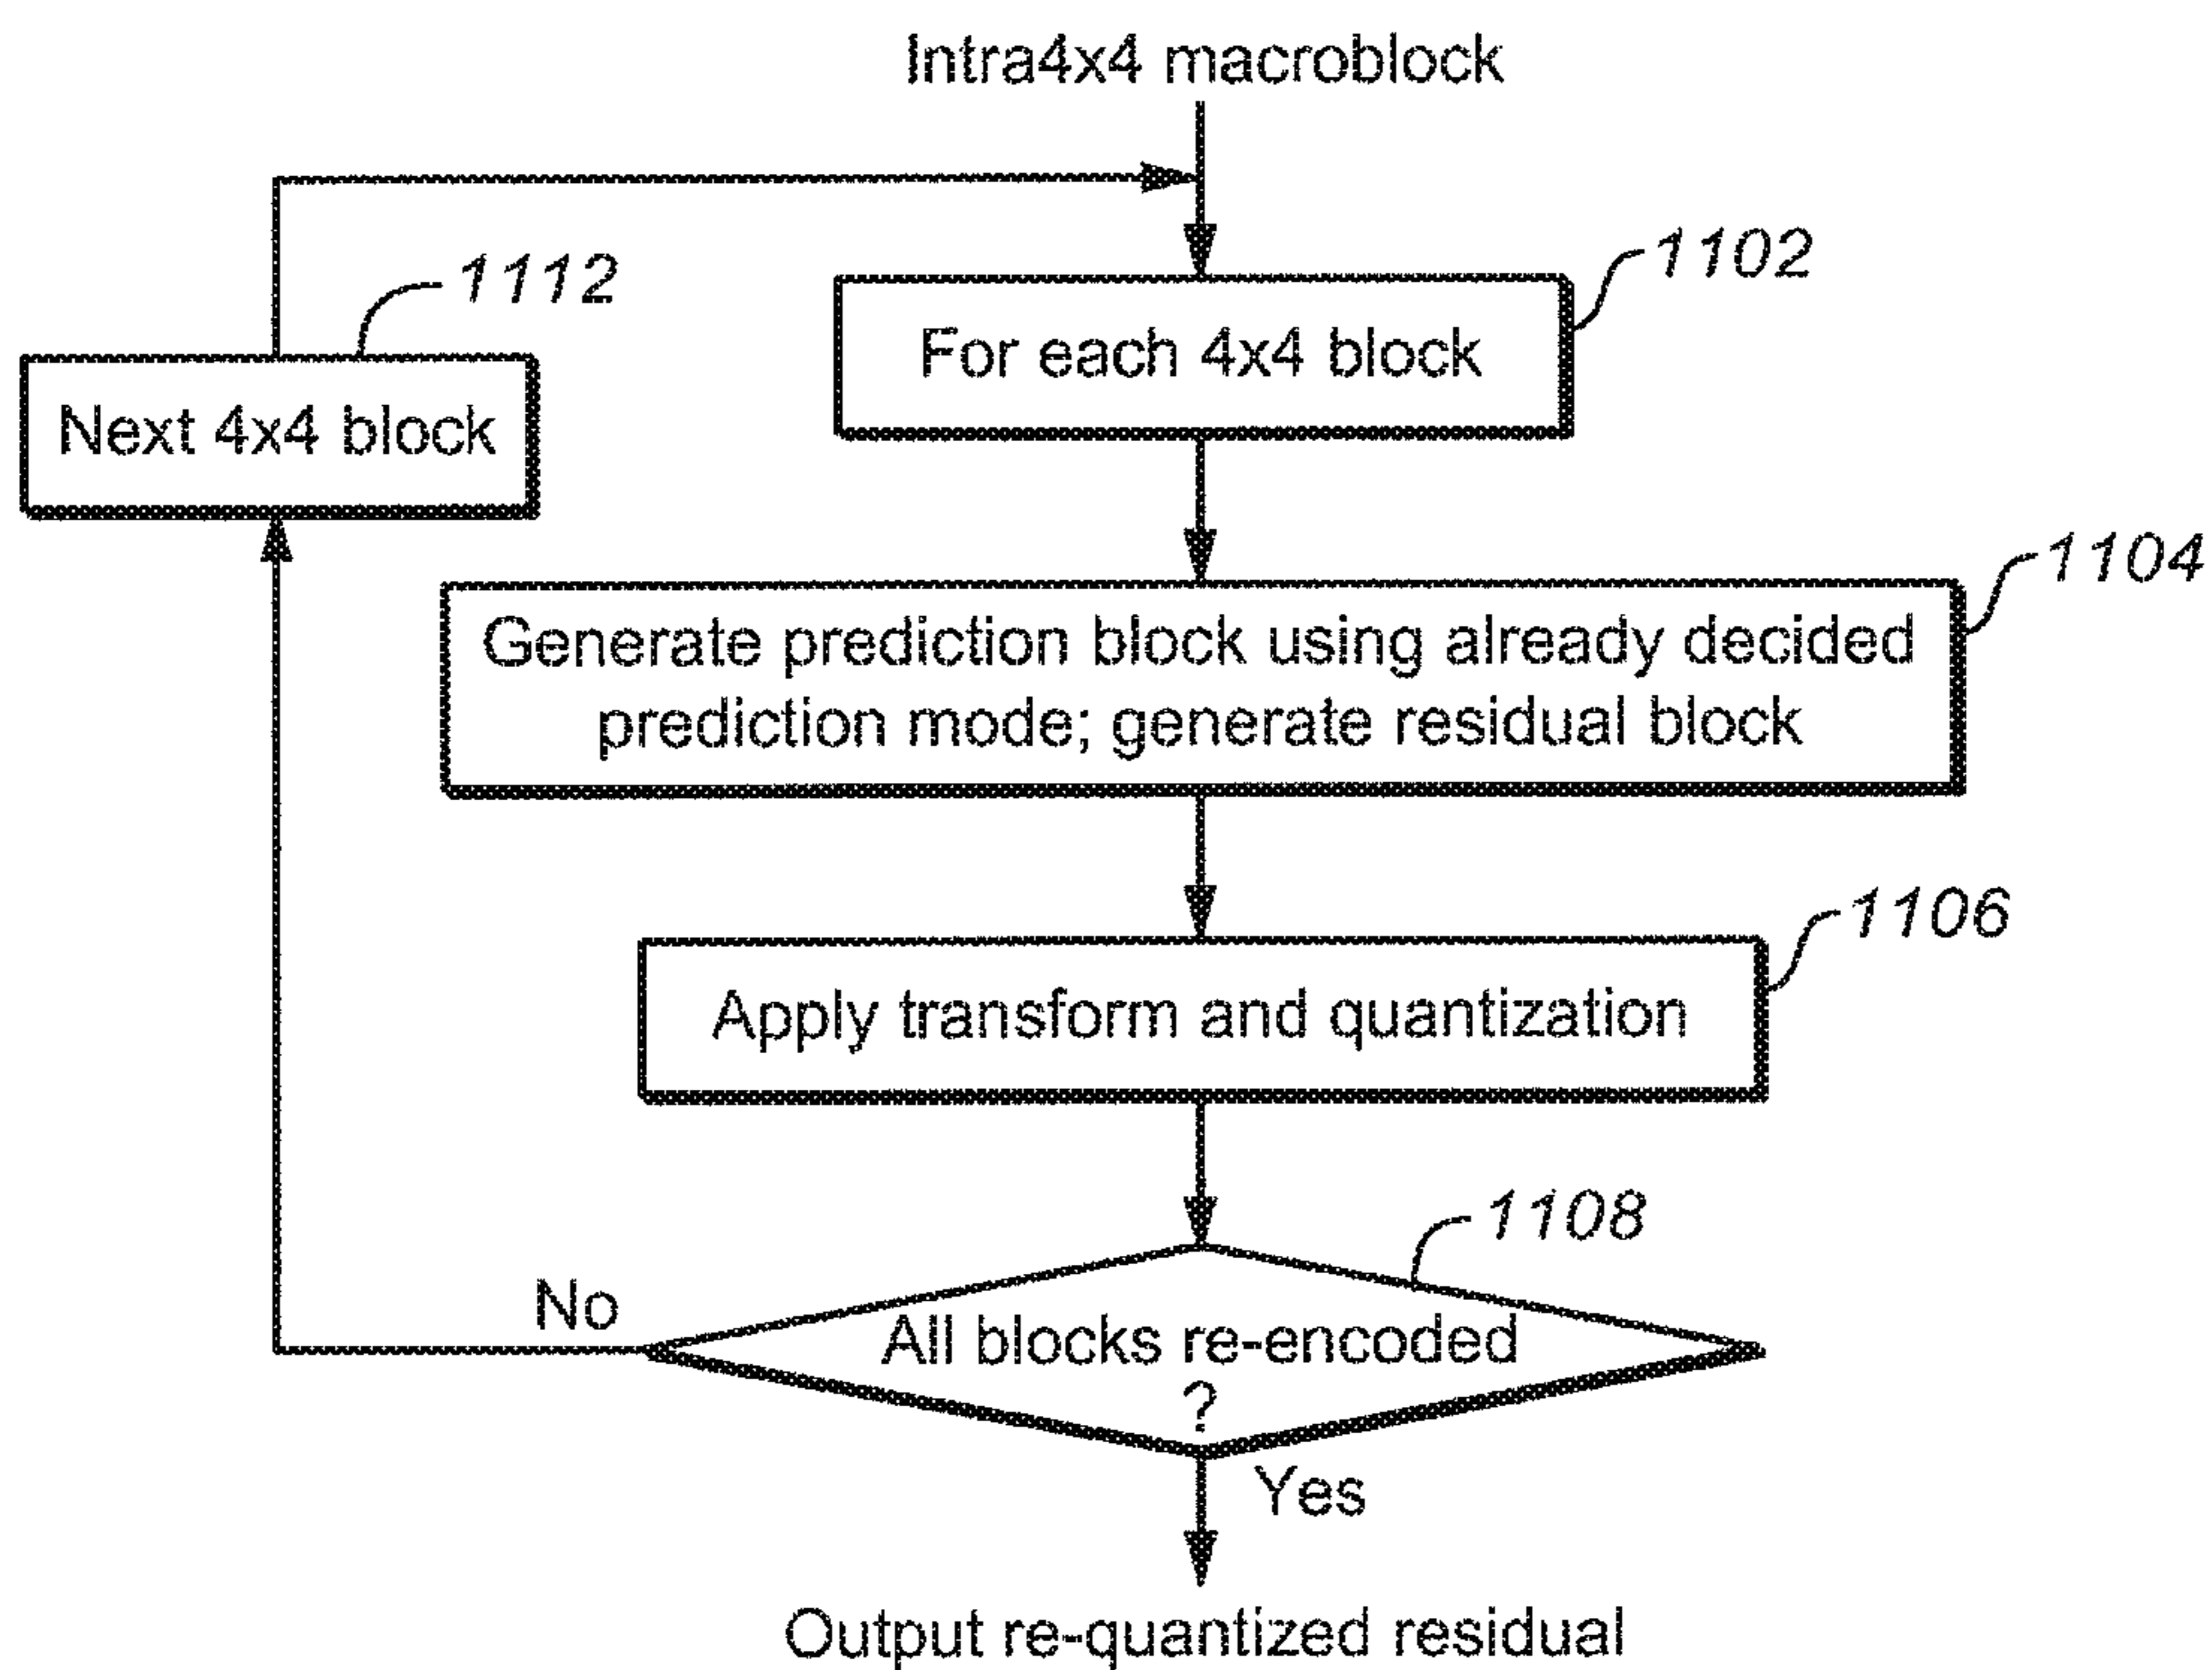 Intra4x4 macroblock
1102
1112
For each 4x4 block
Next 4x4 block
1104
Generate prediction block using already decided
prediction mode; generate residual block
1106
Apply transform and quantization
1108
No
All blocks re-encoded
?
Yes
Output re-quantized residual